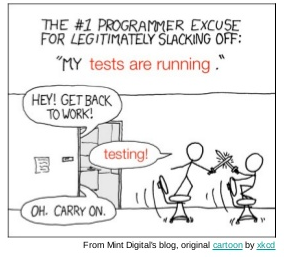 THE #1 PROGRAMMER EXCUSE
FOR LEGITIMATELY SLACKING OFF:
"MY tests are running ."
HEY! GET BACK
TO WORK!
testing!
OH. CARRY ON.
From Mint Digital's blog, original cartoon by xkcd